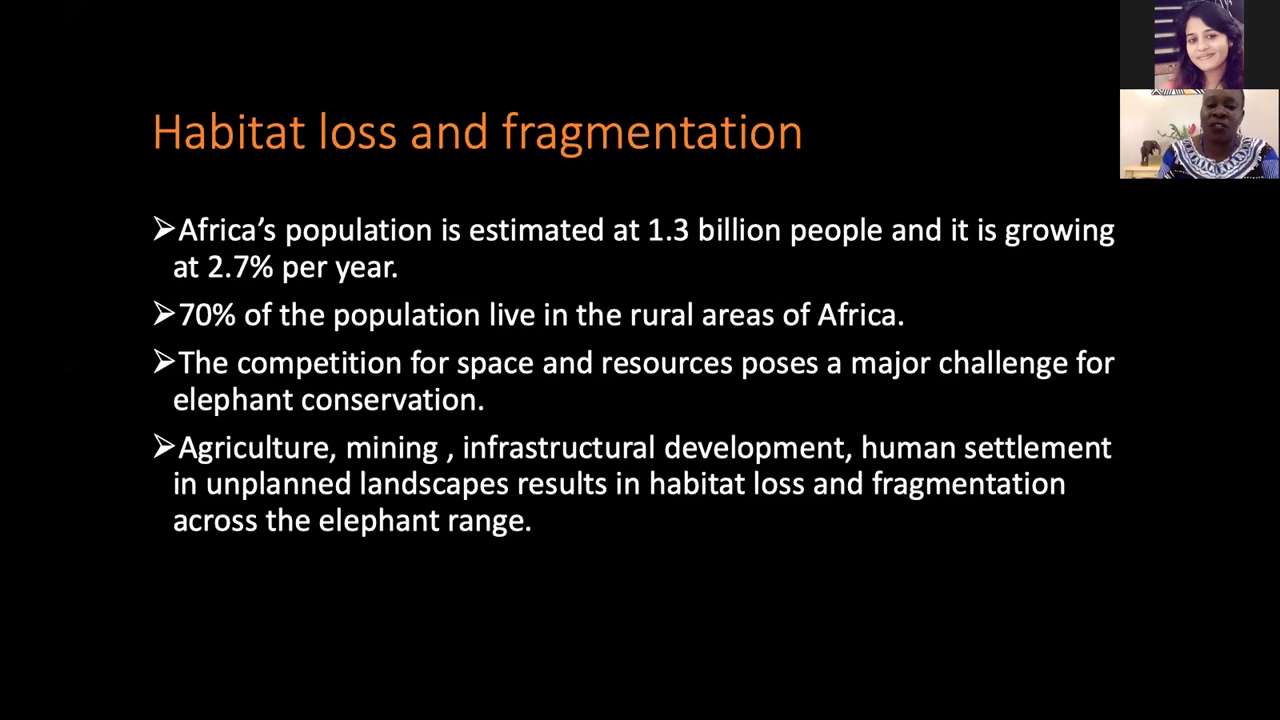 Habitat loss and fragmentation
➢Africa’s population is estimated at 1.3 billion people and it is growing
at 2.7% per year.
➢70% of the population live in the rural areas of Africa.
➢The competition for space and resources poses a major challenge for
elephant conservation.
➢Agriculture, mining , infrastructural development, human settlement
in unplanned landscapes results in habitat loss and fragmentation
across the elephant range.